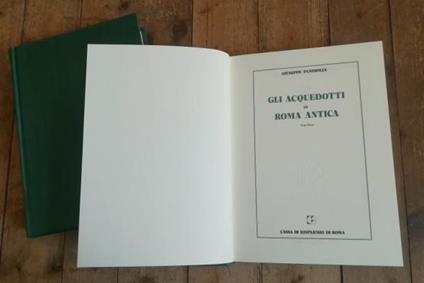 GIUSEPPE PANIMOLLE
GLI ACQUEDOTTI
DI
ROMA ANTICA
CASSA DI RISPARMIO DI ROMA